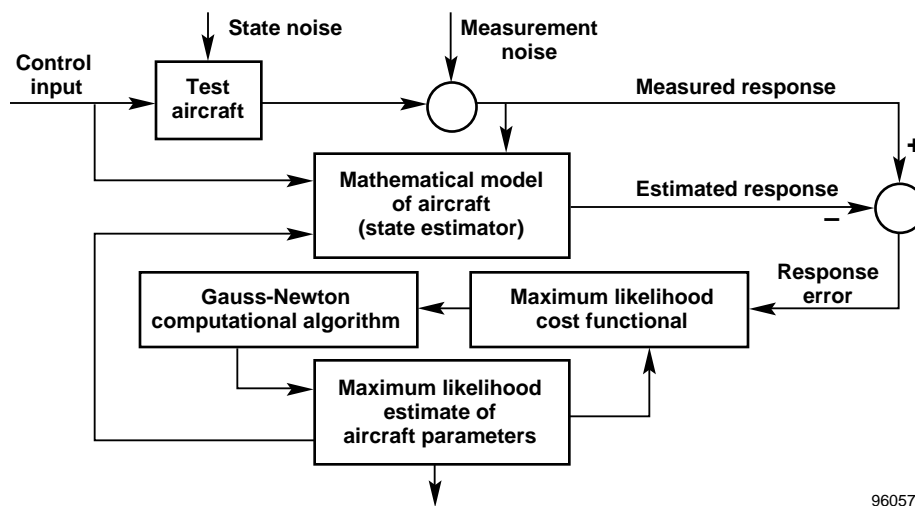 State noise
Measurement
noise
Control
input
Test
aircraft
Measured response
+
Mathematical model
of aircraft
(state estimator)
Estimated response
–
Response
error
Gauss-Newton
computational algorithm
Maximum likelihood
cost functional
Maximum likelihood
estimate of
aircraft parameters
96057